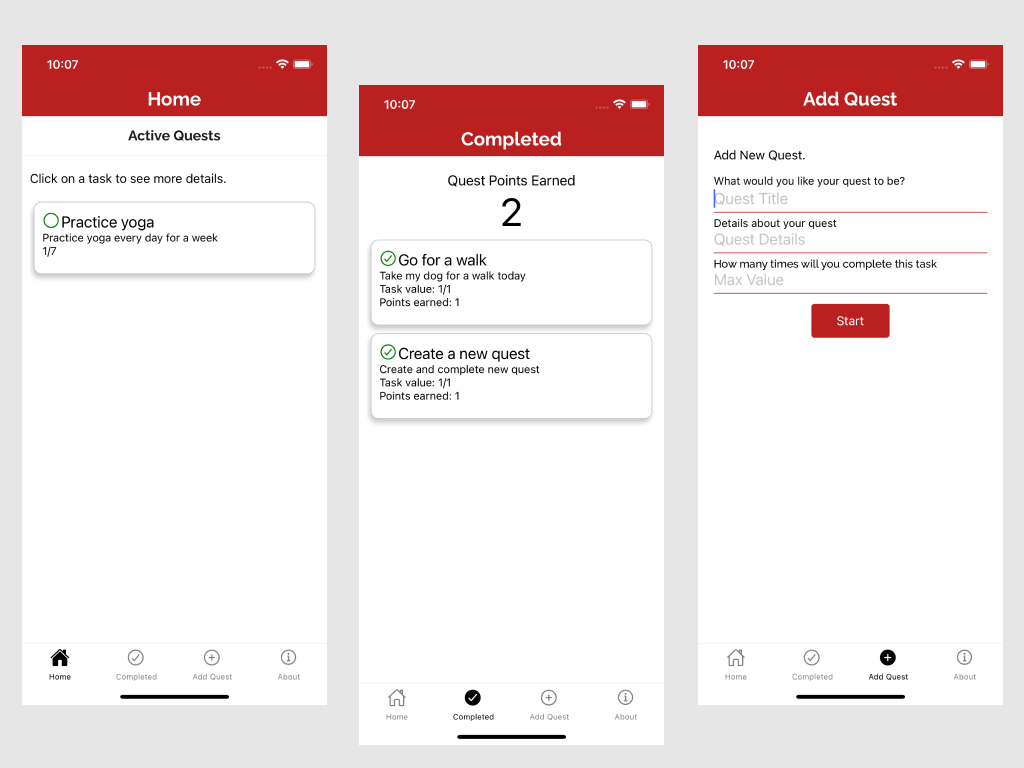 10:07
Home
Active Quests
Click on a task to see more details.
Practice yoga
Practice yoga every day for a week
1/7
Home
Completed
Add Quest
About
10:07
Completed
Quest Points Earned
2
Go for a walk
Take my dog for a walk today
Task value: 1/1
Points earned: 1
Create a new quest
Create and complete new quest
Task value: 1/1
Points earned: 1
Home
Completed
Add Quest
About
10:07
Add Quest
Add New Quest.
What would you like your quest to be?
Quest Title
Details about your quest
Quest Details
How many times will you complete this task
Max Value
Start
Home
Completed
Add Quest
About